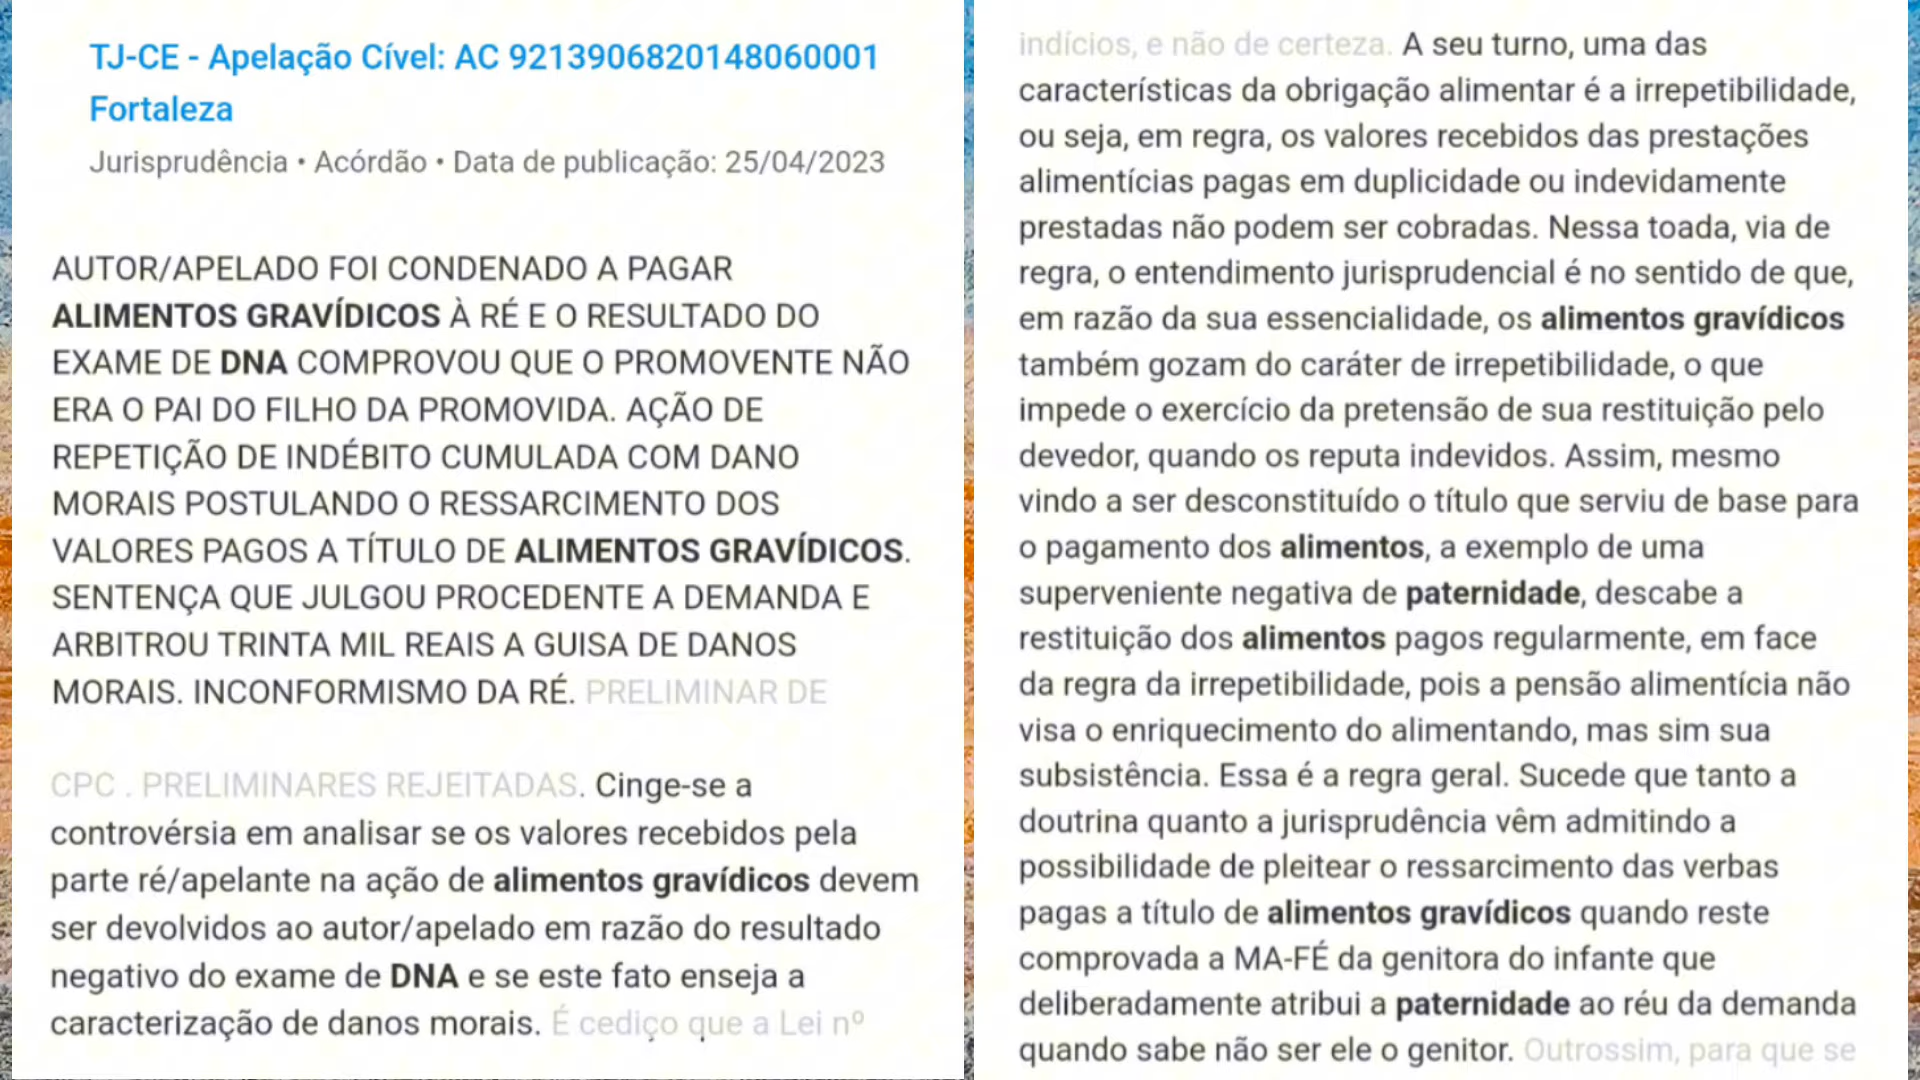 TJ-CE - Apelação Cível: AC 92139068201480600​01
Fortaleza
Jurisprudência • Acórdão • Data de publicação: 25/04/2023
AUTOR/APELADO FOI CONDENADO A PAGAR
ALIMENTOS GRAVÍDICOS À RÉ E O RESULTADO DO
EXAME DE DNA COMPROVOU QUE O PROMOVENTE NÃO
ERA O PAI DO FILHO DA PROMOVIDA. AÇÃO DE
REPETIÇÃO DE INDÉBITO CUMULADA COM DANO
MORAIS POSTULANDO O RESSARCIMENTO DOS
VALORES PAGOS A TÍTULO DE ALIMENTOS GRAVÍDICOS.
SENTENÇA QUE JULGOU PROCEDENTE A DEMANDA E
ARBITROU TRINTA MIL REAIS A GUISA DE DANOS
MORAIS. INCONFORMISMO DA RÉ. PRELIMINAR DE
CPC . PRELIMINARES REJEITADAS. Cinge-se a
controvérsia em analisar se os valores recebidos pela
parte ré/apelante na ação de alimentos gravídicos devem
ser devolvidos ao autor/apelado em razão do resultado
negativo do exame de DNA e se este fato enseja a
caracterização de danos morais. É cediço que a Lei nº
indícios, e não de certeza. A seu turno, uma das
características da obrigação alimentar é a irrepetibilidade,
ou seja, em regra, os valores recebidos das prestações
alimentícias pagas em duplicidade ou indevidamente
prestadas não podem ser cobradas. Nessa toada, via de
regra, o entendimento jurisprudencial é no sentido de que,
em razão da sua essencialidade, os alimentos gravídicos
também gozam do caráter de irrepetibilidade, o que
impede o exercício da pretensão de sua restituição pelo
devedor, quando os reputa indevidos. Assim, mesmo
vindo a ser desconstituído o título que serviu de base para
o pagamento dos alimentos, a exemplo de uma
superveniente negativa de paternidade, descabe a
restituição dos alimentos pagos regularmente, em face
da regra da irrepetibilidade, pois a pensão alimentícia não
visa o enriquecimento do alimentando, mas sim sua
subsistência. Essa é a regra geral. Sucede que tanto a
doutrina quanto a jurisprudência vêm admitindo a
possibilidade de pleitear o ressarcimento das verbas
pagas a título de alimentos gravídicos quando reste
comprovada a MA-FÉ da genitora do infante que
deliberadamente atribui a paternidade ao réu da demanda
quando sabe não ser ele o genitor. Outrossim, para que se